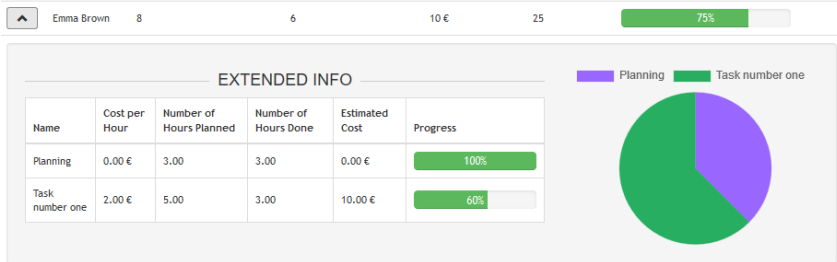 Emma Brown 8 6 10 € 25 75%
EXTENDED INFO
Planning Task number one
Name Cost per Hour Number of Hours Planned Number of Hours Done Estimated Cost Progress
Planning 0.00 € 3.00 3.00 0.00 € 100%
Task number one 2.00 € 5.00 3.00 10.00 € 60%